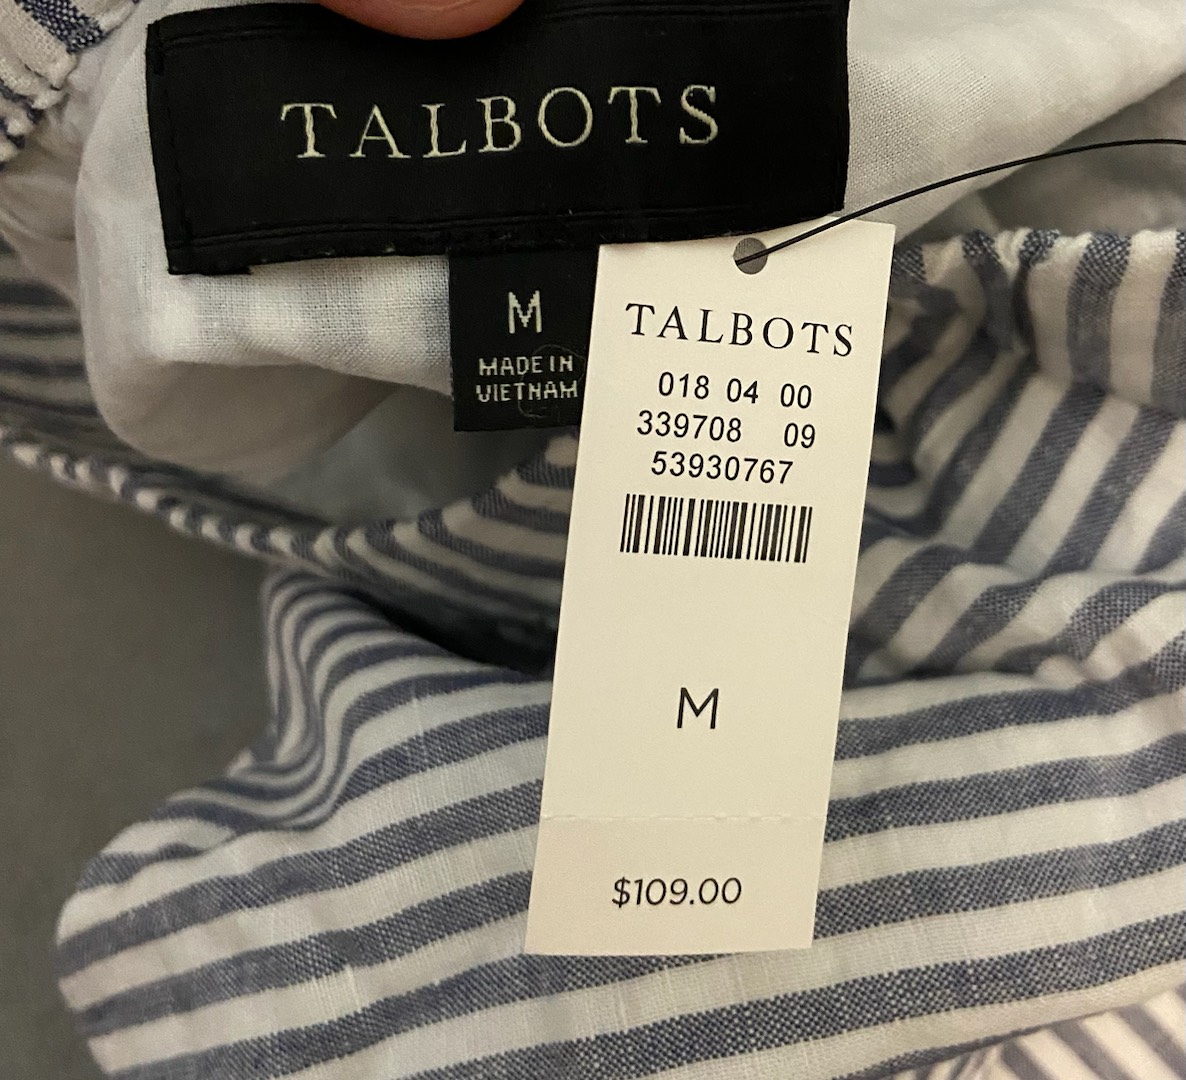 TALBOTS
M
MADE IN
VIETNAM
TALBOTS
018 04 00
339708 09
53930767
M
$109.00